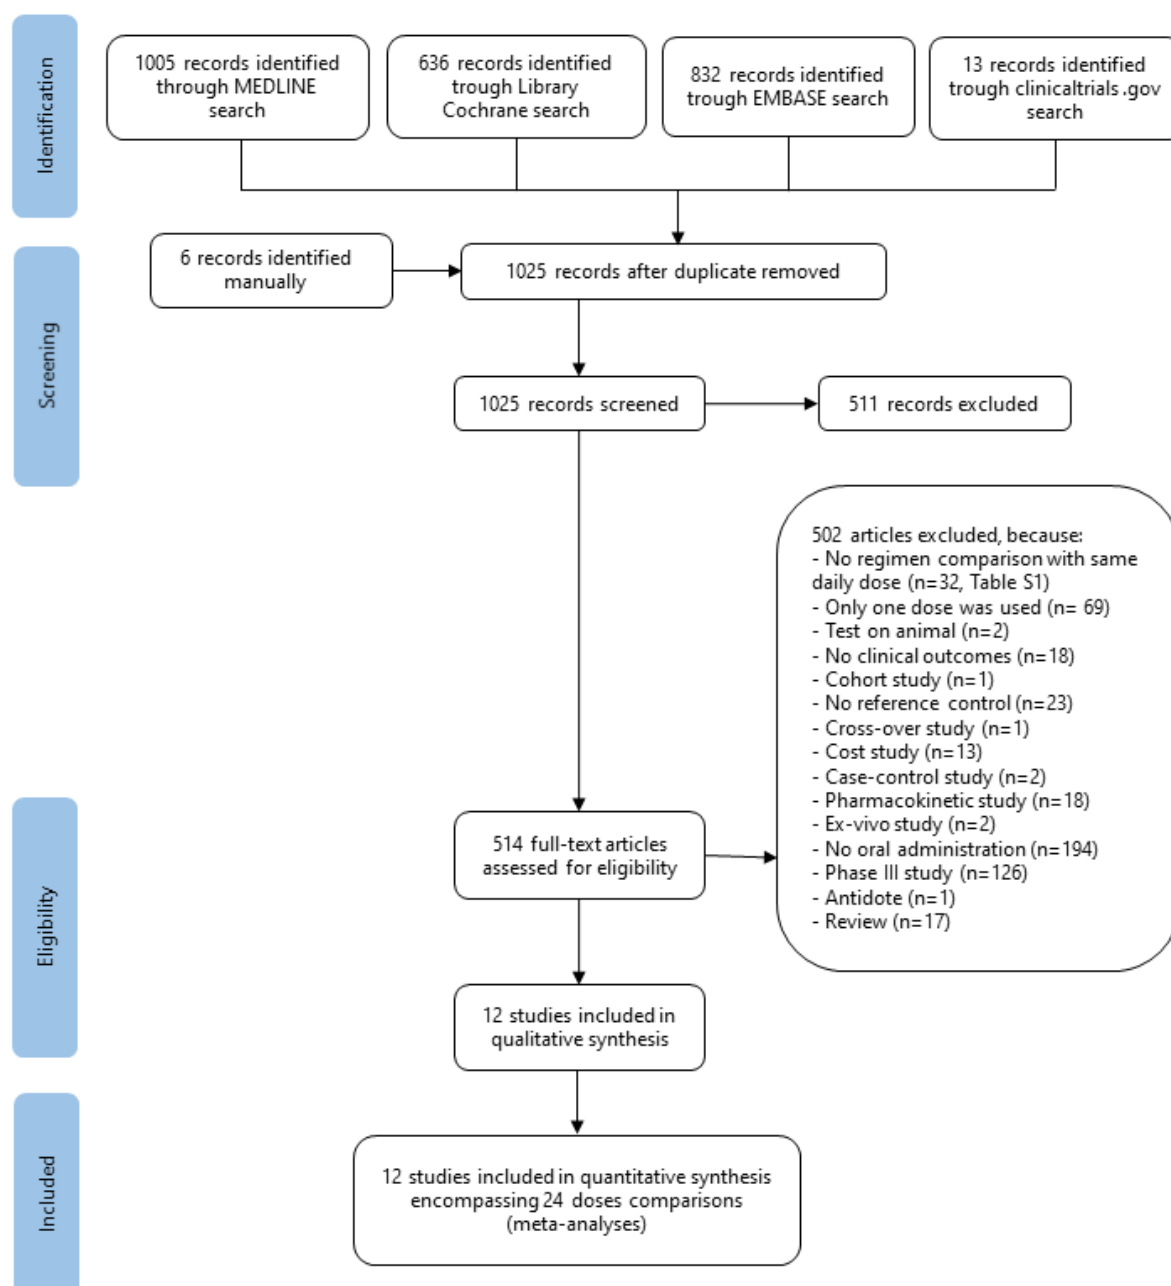 Identification
1005 records identified
through MEDLINE
search
636 records identified
trough Library
Cochrane search
832 records identified
trough EMBASE search
13 records identified
trough clinicaltrials.gov
search
Screening
6 records identified
manually
1025 records after duplicate removed
1025 records screened
511 records excluded
502 articles excluded, because:
- No regimen comparison with same
daily dose (n=32, Table S1)
- Only one dose was used (n= 69)
- Test on animal (n=2)
- No clinical outcomes (n=18)
- Cohort study (n=1)
- No reference control (n=23)
- Cross-over study (n=1)
- Cost study (n=13)
- Case-control study (n=2)
- Pharmacokinetic study (n=18)
- Ex-vivo study (n=2)
- No oral administration (n=194)
- Phase III study (n=126)
- Antidote (n=1)
- Review (n=17)
Eligibility
514 full-text articles
assessed for eligibility
12 studies included in
qualitative synthesis
Included
12 studies included in quantitative synthesis
encompassing 24 doses comparisons
(meta-analyses)